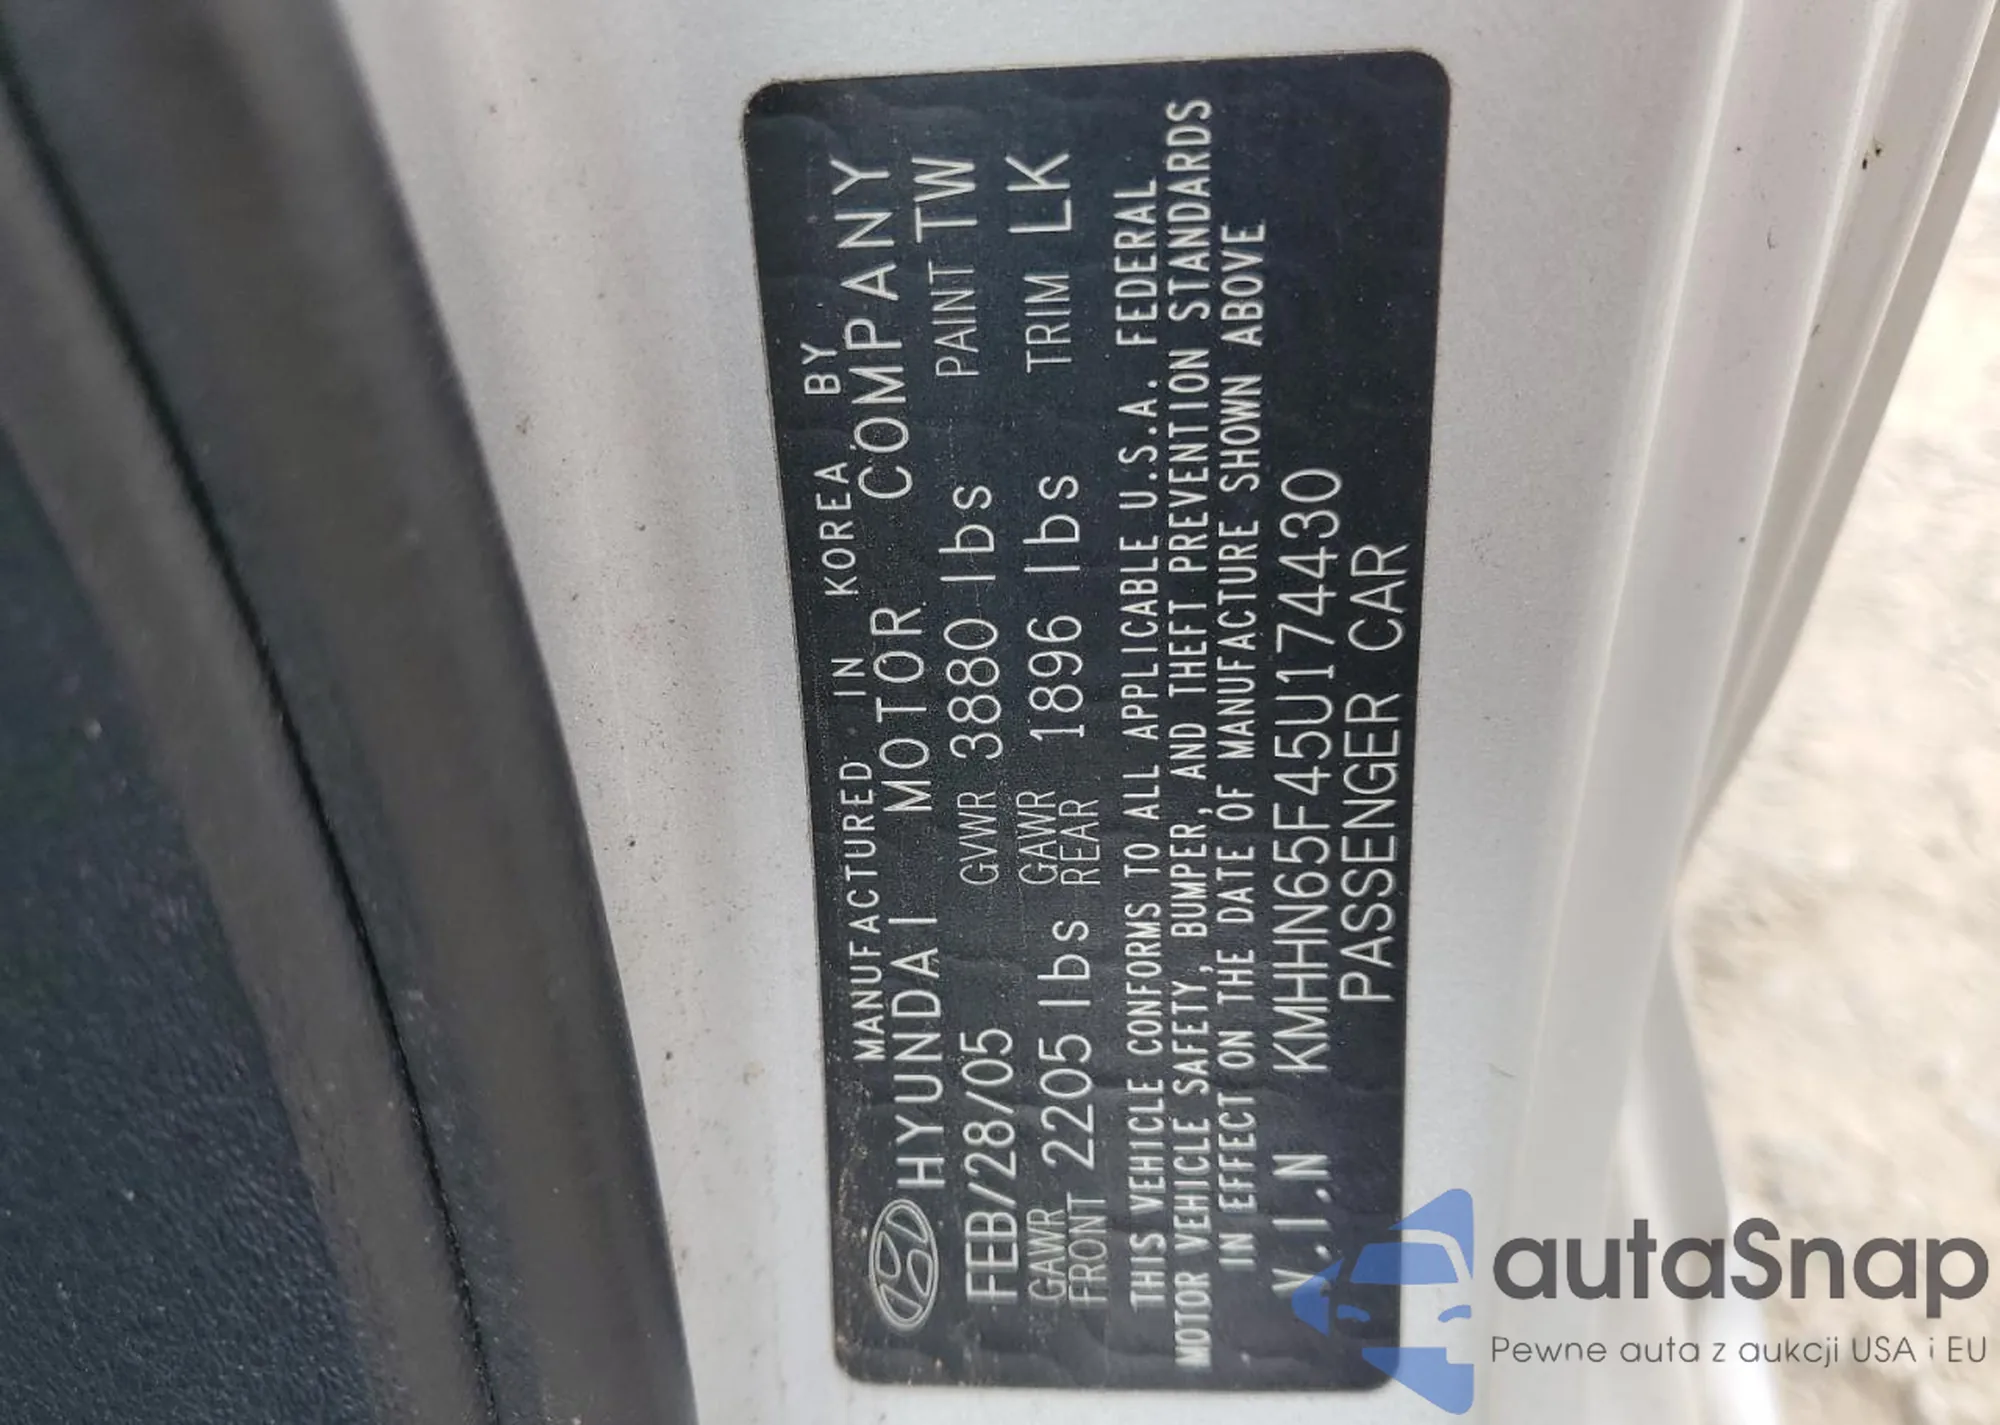 MANUFACTURED IN KOREA BY
HYUNDAI MOTOR COMPANY
FEB/28/05 GVWR 3880 lbs PAINT TW
GAWR FRONT 2205 lbs GAWR REAR 1896 lbs TRIM LK
THIS VEHICLE CONFORMS TO ALL APPLICABLE U.S.A. FEDERAL
MOTOR VEHICLE SAFETY, BUMPER, AND THEFT PREVENTION STANDARDS
IN EFFECT ON THE DATE OF MANUFACTURE SHOWN ABOVE
V.I.N KMHHN65F45U174430
PASSENGER CAR
autaSnap
Pewne auta z aukcji USA i EU